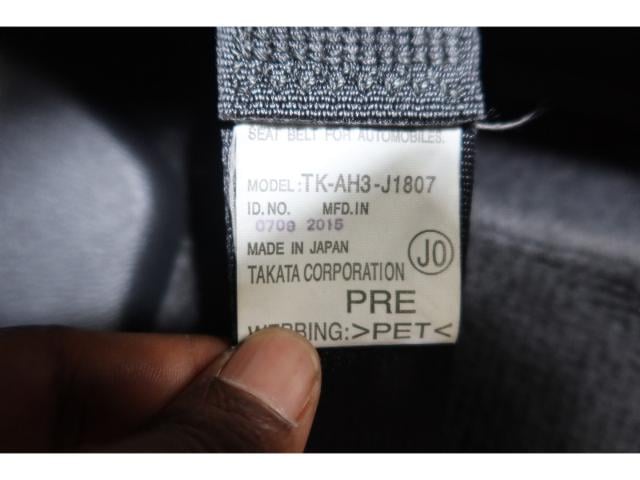 SEAT BELT FOR AUTOMOBILES.
MODEL:TK-AH3-J1807
ID.NO. MFD.IN
0709 2015
MADE IN JAPAN
J0
TAKATA CORPORATION
PRE
WEBBING:>PET<